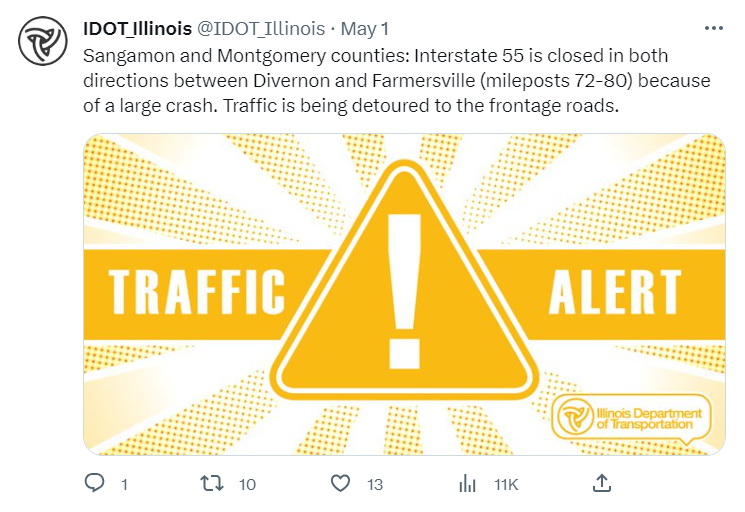 IDOT_Illinois @IDOT_Illinois · May 1
Sangamon and Montgomery counties: Interstate 55 is closed in both
directions between Divernon and Farmersville (mileposts 72-80) because
of a large crash. Traffic is being detoured to the frontage roads.
TRAFFIC ! ALERT
Illinois Department
of Transportation
1 10 13 11K